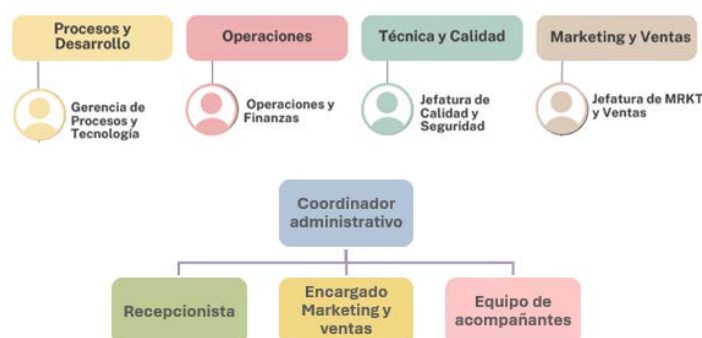 Procesos y
Desarrollo
Operaciones
Técnica y Calidad
Marketing y Ventas
Gerencia de
Procesos y
Tecnología
Operaciones y
Finanzas
Jefatura de
Calidad y
Seguridad
Jefatura de MRKT
y Ventas
Coordinador
administrativo
Recepcionista
Encargado
Marketing y
ventas
Equipo de
acompañantes